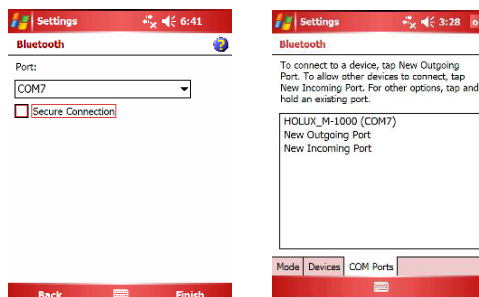 Settings 6:41
Bluetooth
Port:
COM7
Secure Connection
Back Finish
Settings 3:28
Bluetooth
To connect to a device, tap New Outgoing
Port. To allow other devices to connect, tap
New Incoming Port. For other options, tap and
hold an existing port.
HOLUX_M-1000 (COM7)
New Outgoing Port
New Incoming Port
Mode Devices COM Ports